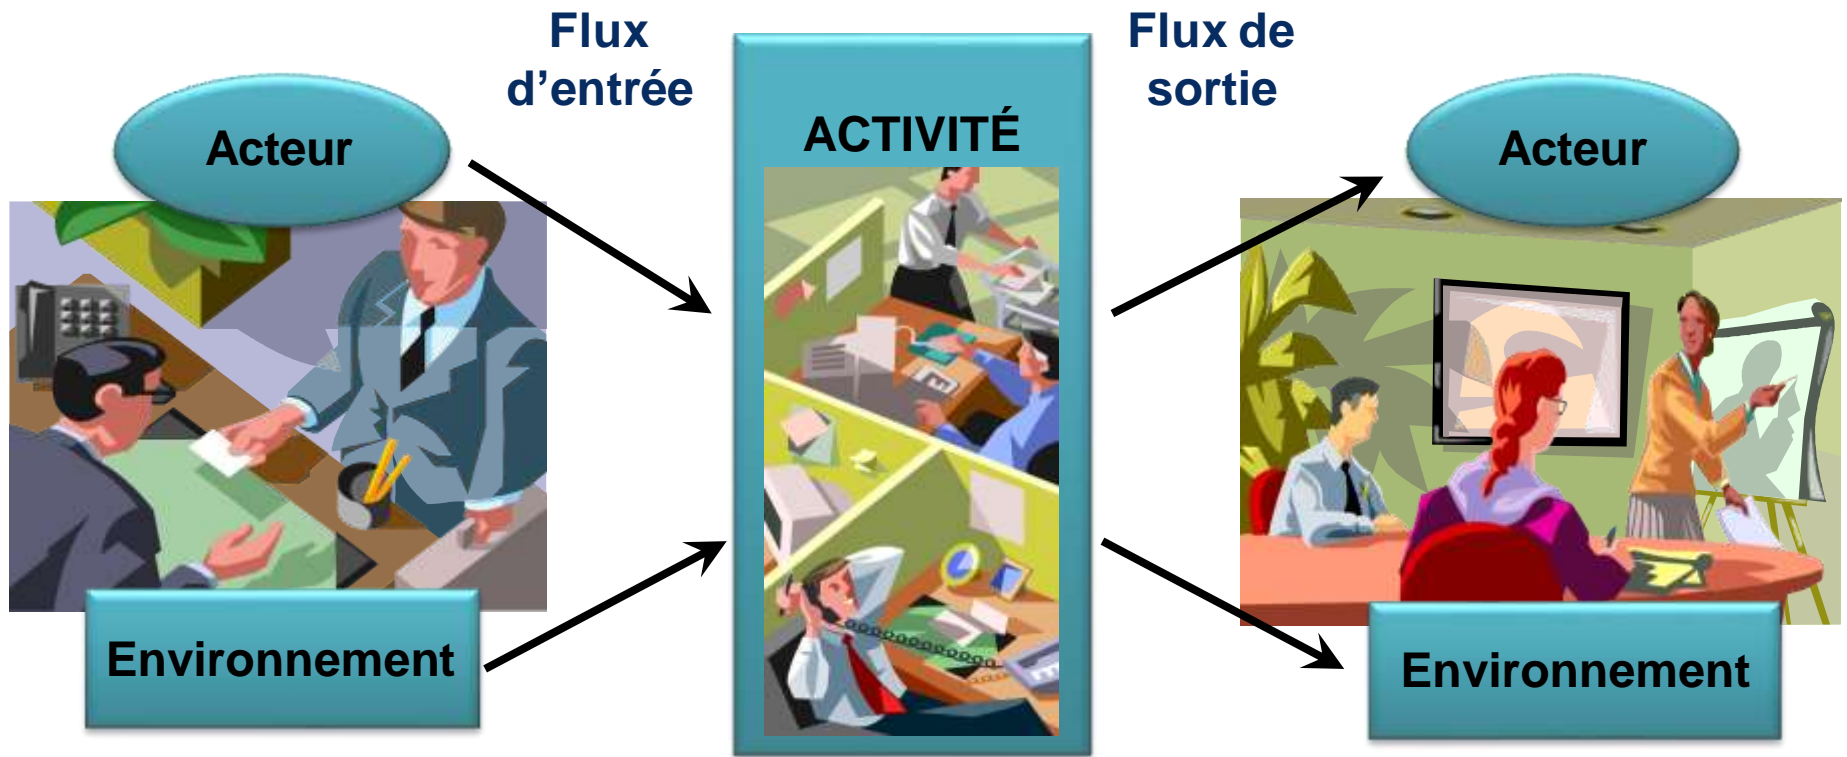 Flux
d’entrée
Flux de
sortie
Acteur
ACTIVITÉ
Acteur
Environnement
Environnement